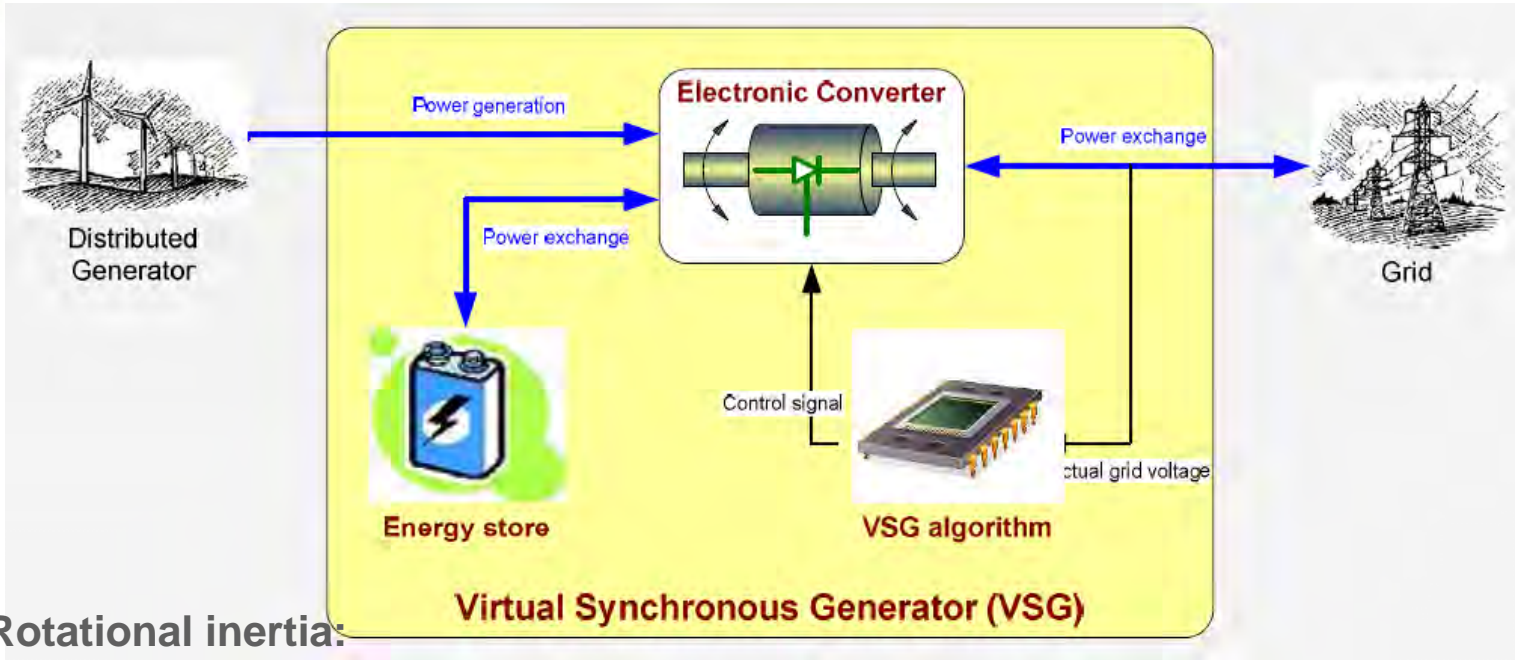 Electronic Converter
Power generation
Power exchange
Power exchange
Distributed
Generator
Grid
Control signal
ctual grid voltage
Energy store
VSG algorithm
Virtual Synchronous Generator (VSG)
Rotational inertia: